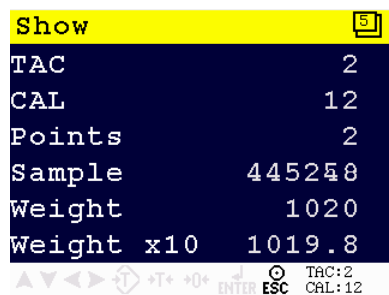 Show 5
TAC 2
CAL 12
Points 2
Sample
Weight 1020
Weight x10 1019.8
T +T+ +0+ ENTER ESC TAC:2
CAL:12